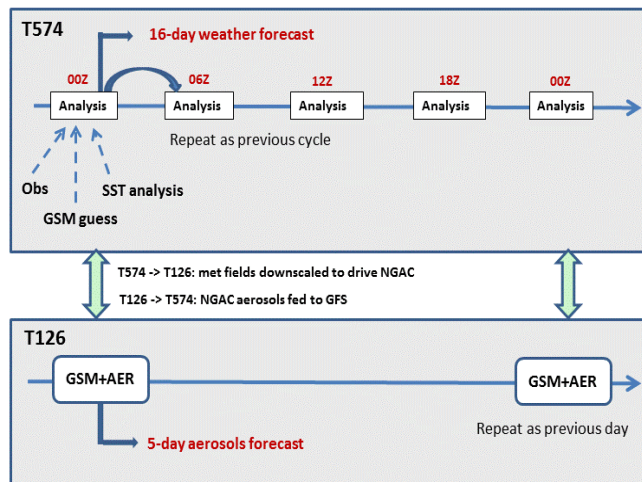 T574
16-day weather forecast
00Z
06Z
12Z
18Z
00Z
Analysis
Analysis
Analysis
Analysis
Analysis
Repeat as previous cycle
Obs
SST analysis
GSM guess
T574 -> T126: met fields downscaled to drive NGAC
T126 -> T574: NGAC aerosols fed to GFS
T126
GSM+AER
GSM+AER
Repeat as previous day
5-day aerosols forecast